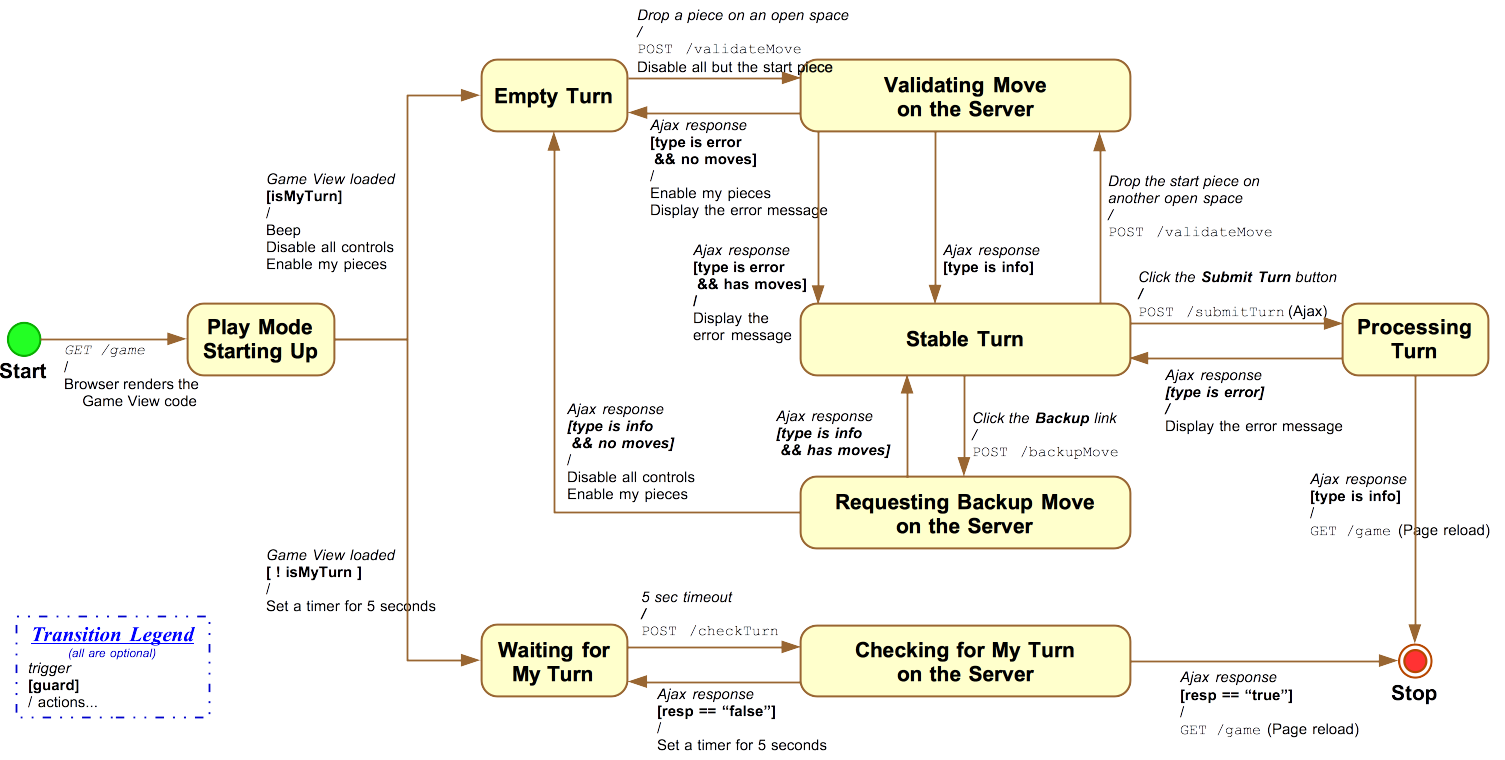 Drop a piece on an open space
/
POST /validateMove
Disable all but the start piece
Empty Turn
Validating Move
on the Server
Ajax response
[type is error
&& no moves]
/
Enable my pieces
Display the error message
Game View loaded
[isMyTurn]
/
Beep
Disable all controls
Enable my pieces
Drop the start piece on
another open space
/
POST /validateMove
Ajax response
[type is error
&& has moves]
/
Display the
error message
Ajax response
[type is info]
Click the Submit Turn button
/
POST /submitTurn (Ajax)
Start
GET /game
/
Browser renders the
Game View code
Play Mode
Starting Up
Stable Turn
Processing
Turn
Ajax response
[type is error]
/
Display the error message
Ajax response
[type is info
&& no moves]
/
Disable all controls
Enable my pieces
Ajax response
[type is info
&& has moves]
Click the Backup link
/
POST /backupMove
Requesting Backup Move
on the Server
Ajax response
[type is info]
/
GET /game (Page reload)
Game View loaded
[ ! isMyTurn ]
/
Set a timer for 5 seconds
Transition Legend
(all are optional)
trigger
[guard]
/ actions...
Waiting for
My Turn
5 sec timeout
/
POST /checkTurn
Checking for My Turn
on the Server
Ajax response
[resp == “false”]
/
Set a timer for 5 seconds
Ajax response
[resp == “true”]
/
GET /game (Page reload)
Stop